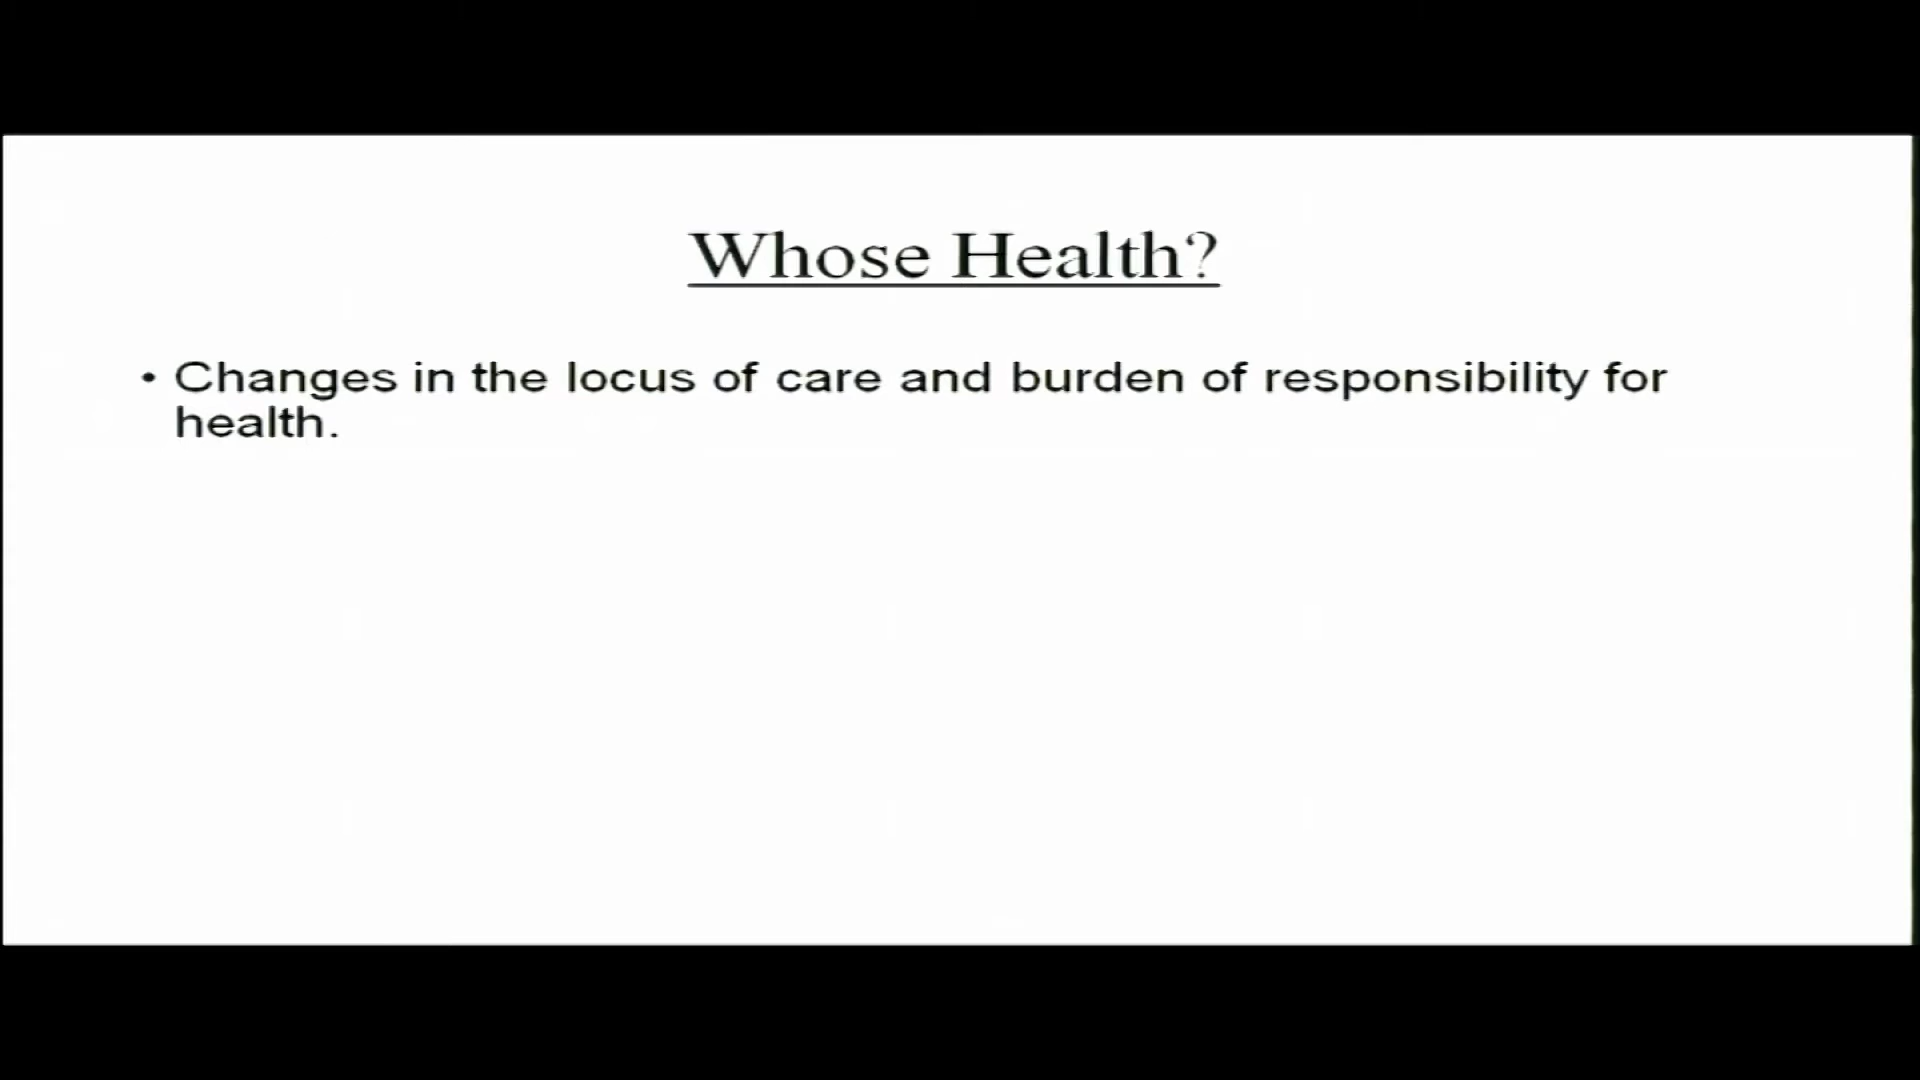 Whose Health?
• Changes in the locus of care and burden of responsibility for
health.